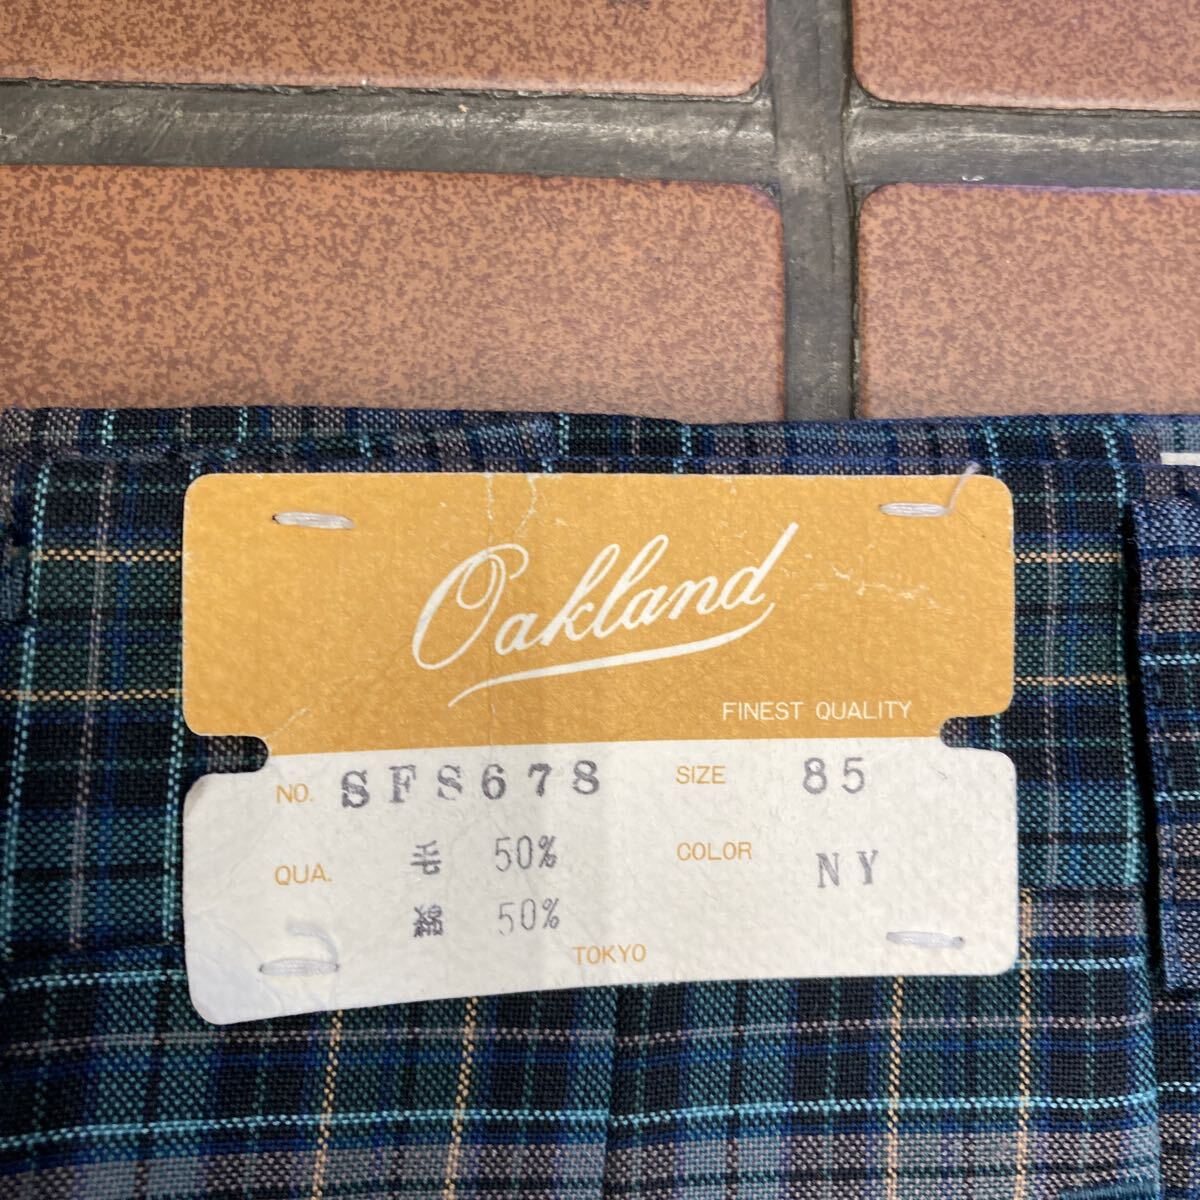 Oakland
FINEST QUALITY
NO. SFS678 SIZE 85
QUA. 毛 50% COLOR NY
綿 50%
TOKYO